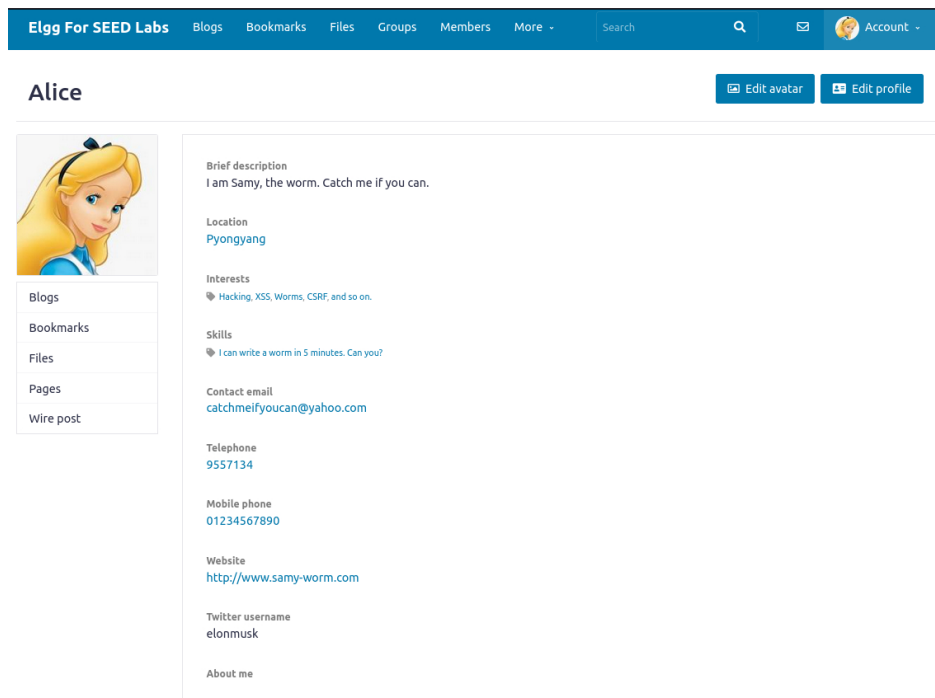 Elgg For SEED Labs Blogs Bookmarks Files Groups Members More Search Account
Alice
Edit avatar Edit profile
Blogs
Bookmarks
Files
Pages
Wire post
Brief description
I am Samy, the worm. Catch me if you can.
Location
Pyongyang
Interests
Hacking, XSS, Worms, CSRF, and so on.
Skills
I can write a worm in 5 minutes. Can you?
Contact email
catchmeifyoucan@yahoo.com
Telephone
9557134
Mobile phone
01234567890
Website
http://www.samy-worm.com
Twitter username
elonmusk
About me